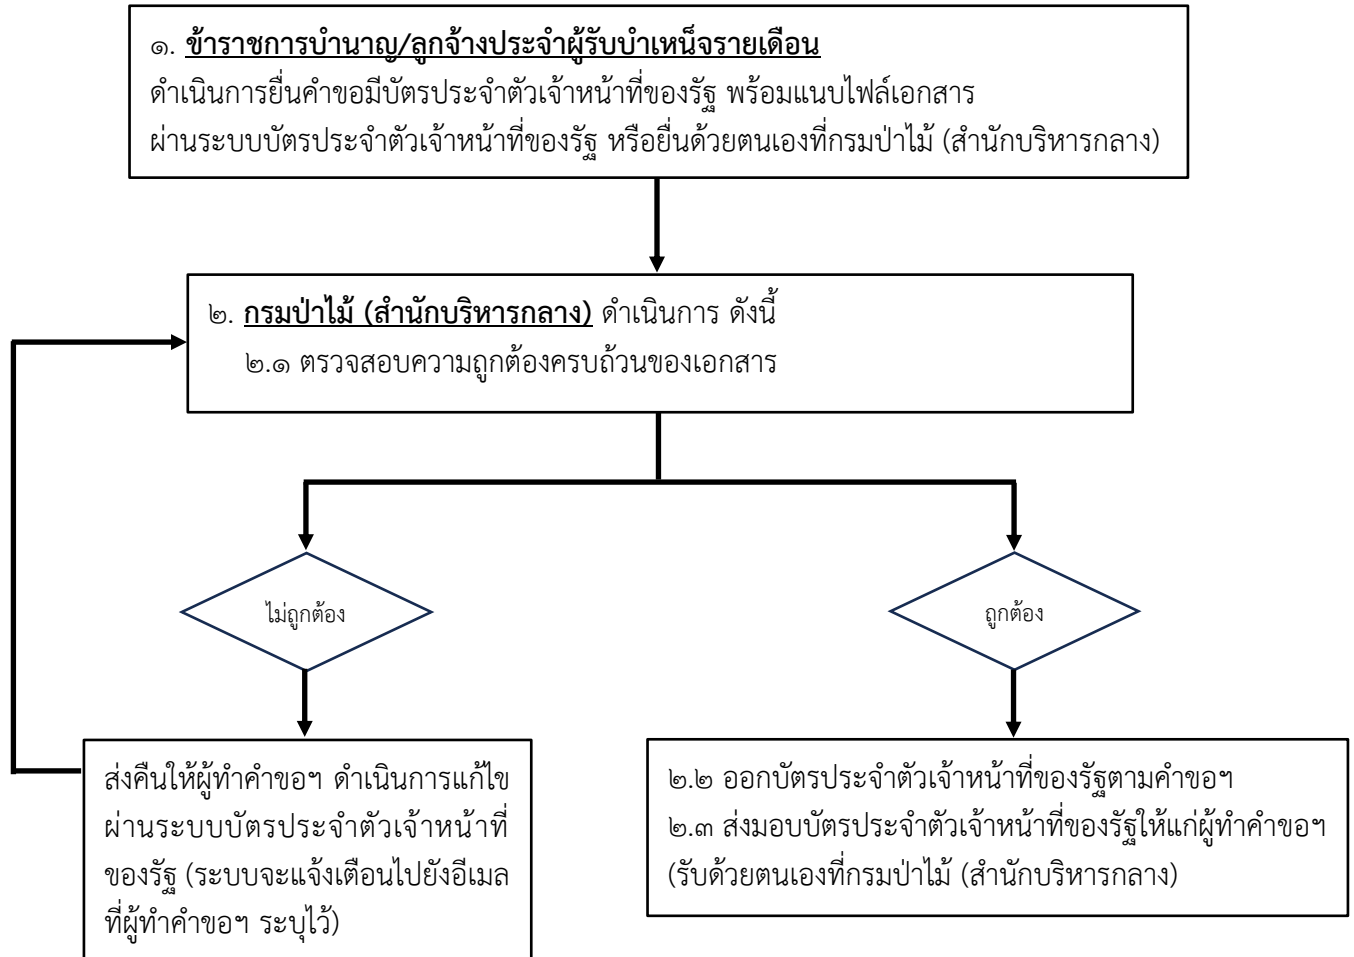 ๑. ข้าราชการบำนาญ/ลูกจ้างประจำผู้รับบำเหน็จรายเดือน
ดำเนินการยื่นคำขอมีบัตรประจำตัวเจ้าหน้าที่ของรัฐ พร้อมแนบไฟล์เอกสาร
ผ่านระบบบัตรประจำตัวเจ้าหน้าที่ของรัฐ หรือยื่นด้วยตนเองที่กรมป่าไม้ (สำนักบริหารกลาง)
๒. กรมป่าไม้ (สำนักบริหารกลาง) ดำเนินการ ดังนี้
๒.๑ ตรวจสอบความถูกต้องครบถ้วนของเอกสาร
ไม่ถูกต้อง
ถูกต้อง
ส่งคืนให้ผู้ทำคำขอฯ ดำเนินการแก้ไข
ผ่านระบบบัตรประจำตัวเจ้าหน้าที่
ของรัฐ (ระบบจะแจ้งเตือนไปยังอีเมล
ที่ผู้ทำคำขอฯ ระบุไว้)
๒.๒ ออกบัตรประจำตัวเจ้าหน้าที่ของรัฐตามคำขอฯ
๒.๓ ส่งมอบบัตรประจำตัวเจ้าหน้าที่ของรัฐให้แก่ผู้ทำคำขอฯ
(รับด้วยตนเองที่กรมป่าไม้ (สำนักบริหารกลาง)